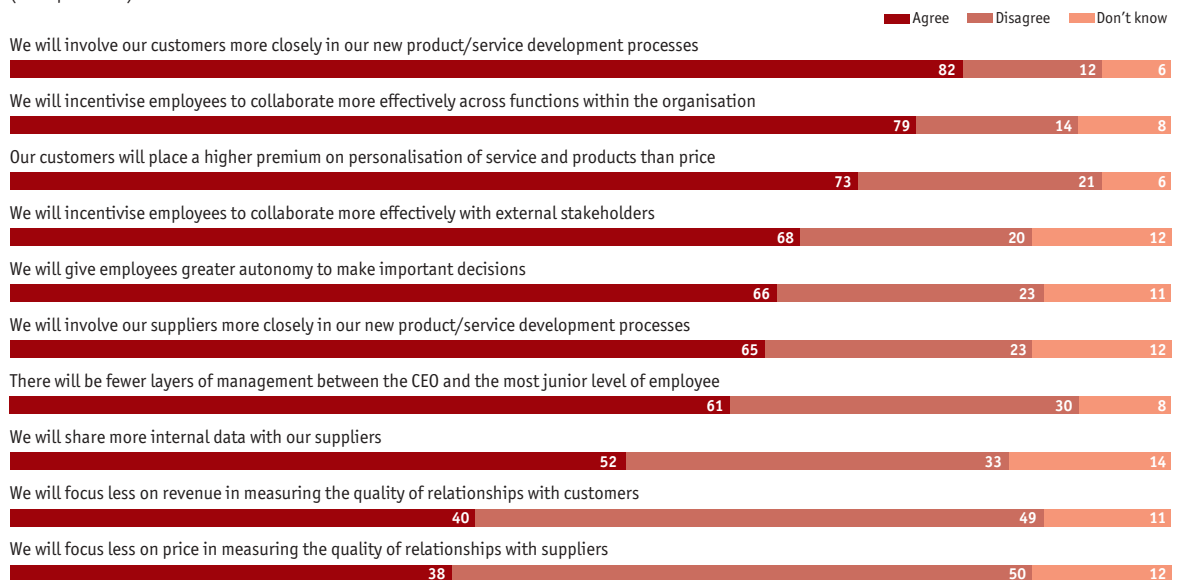 Agree Disagree Don't know
We will involve our customers more closely in our new product/service development processes
82 12 6
We will incentivise employees to collaborate more effectively across functions within the organisation
79 14 8
Our customers will place a higher premium on personalisation of service and products than price
73 21 6
We will incentivise employees to collaborate more effectively with external stakeholders
68 20 12
We will give employees greater autonomy to make important decisions
66 23 11
We will involve our suppliers more closely in our new product/service development processes
65 23 12
There will be fewer layers of management between the CEO and the most junior level of employee
61 30 8
We will share more internal data with our suppliers
52 33 14
We will focus less on revenue in measuring the quality of relationships with customers
40 49 11
We will focus less on price in measuring the quality of relationships with suppliers
38 50 12